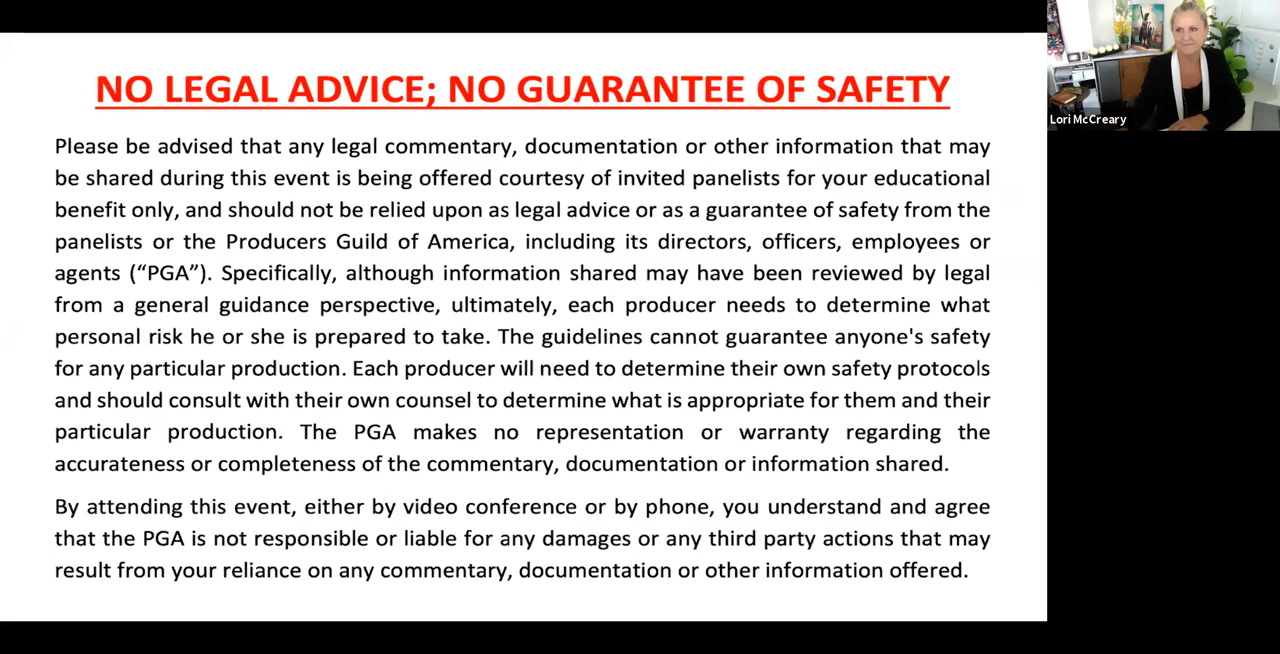 NO LEGAL ADVICE; NO GUARANTEE OF SAFETY
Please be advised that any legal commentary, documentation or other information that may
be shared during this event is being offered courtesy of invited panelists for your educational
benefit only, and should not be relied upon as legal advice or as a guarantee of safety from the
panelists or the Producers Guild of America, including its directors, officers, employees or
agents (“PGA”). Specifically, although information shared may have been reviewed by legal
from a general guidance perspective, ultimately, each producer needs to determine what
personal risk he or she is prepared to take. The guidelines cannot guarantee anyone's safety
for any particular production. Each producer will need to determine their own safety protocols
and should consult with their own counsel to determine what is appropriate for them and their
particular production. The PGA makes no representation or warranty regarding the
accurateness or completeness of the commentary, documentation or information shared.
By attending this event, either by video conference or by phone, you understand and agree
that the PGA is not responsible or liable for any damages or any third party actions that may
result from your reliance on any commentary, documentation or other information offered.
Lori McCreary